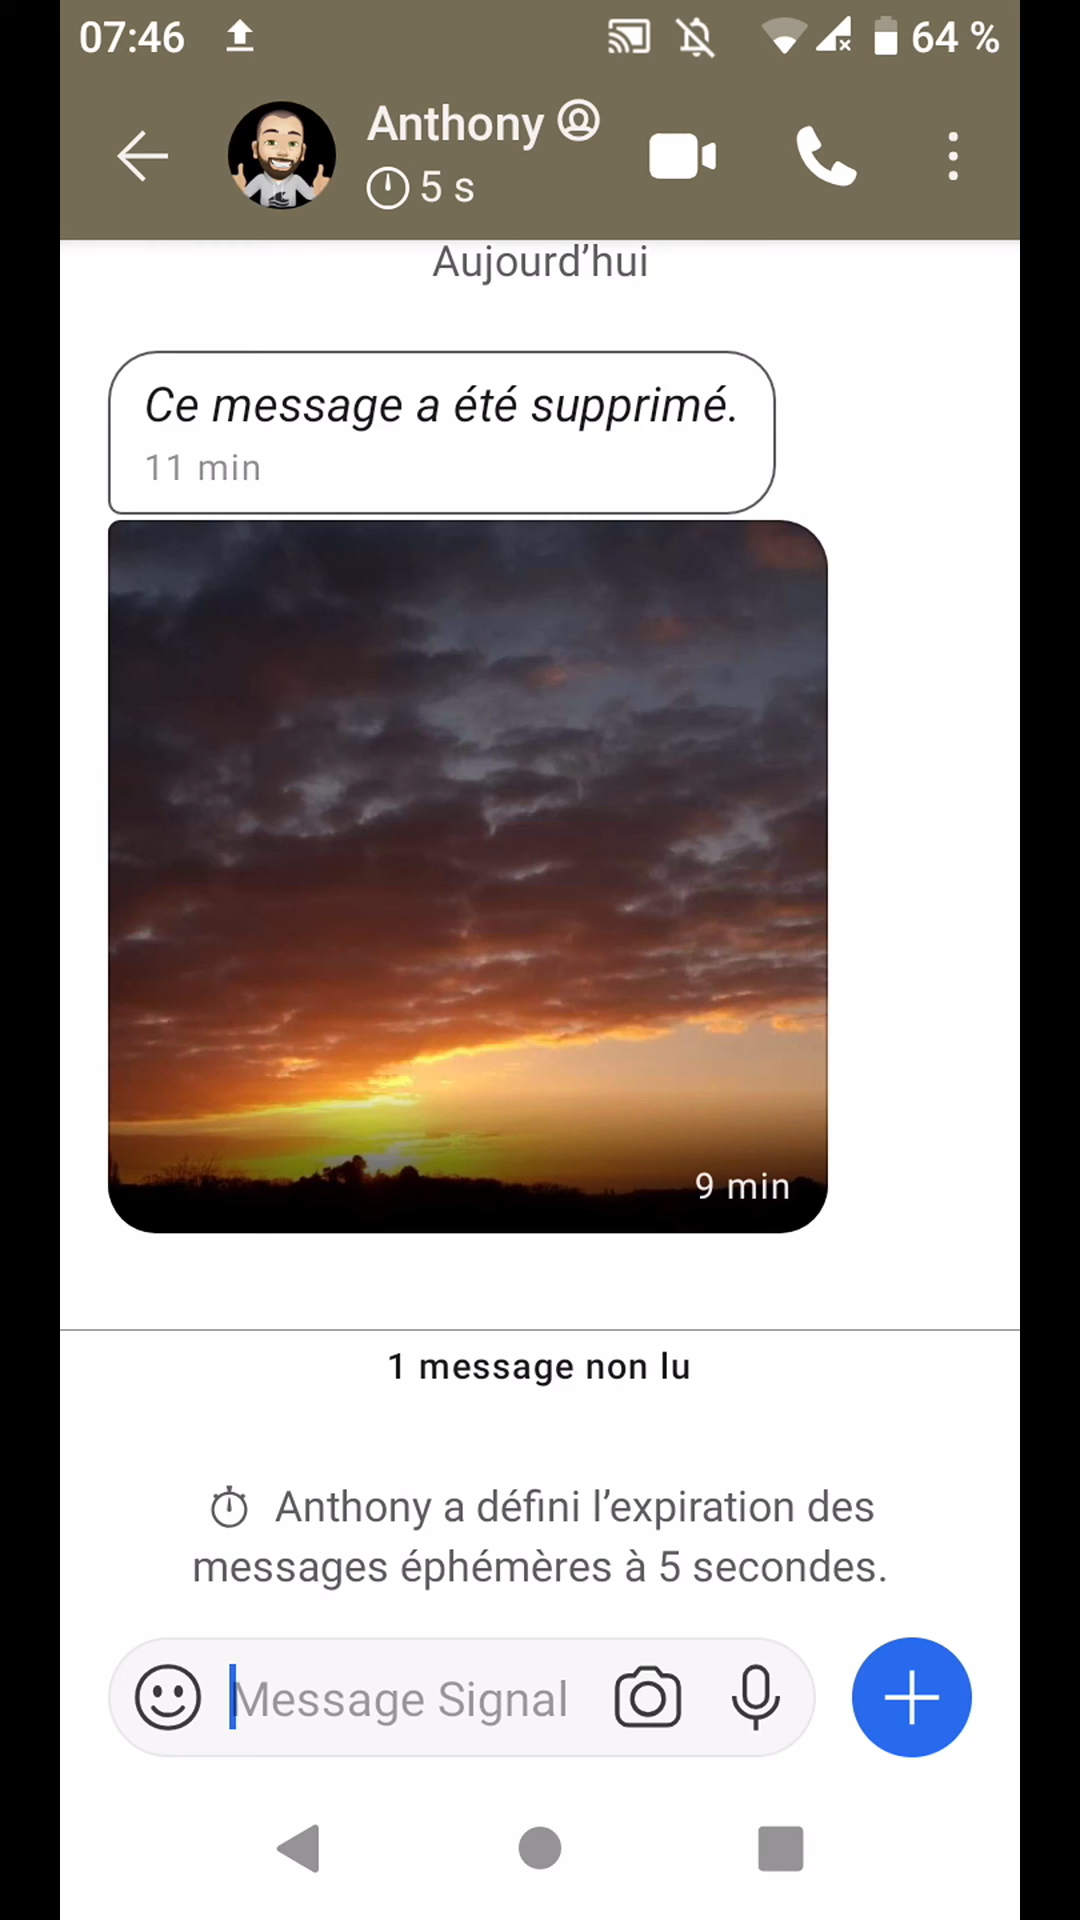 07:46
64 %
Anthony
5 s
Aujourd’hui
Ce message a été supprimé.
11 min
9 min
1 message non lu
Anthony a défini l’expiration des
messages éphémères à 5 secondes.
Message Signal